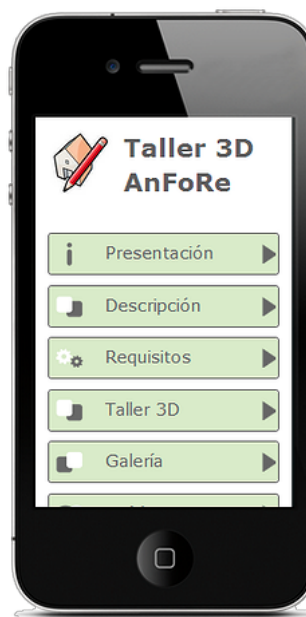 Taller 3D
AnFoRe
Presentación
Descripción
Requisitos
Taller 3D
Galería